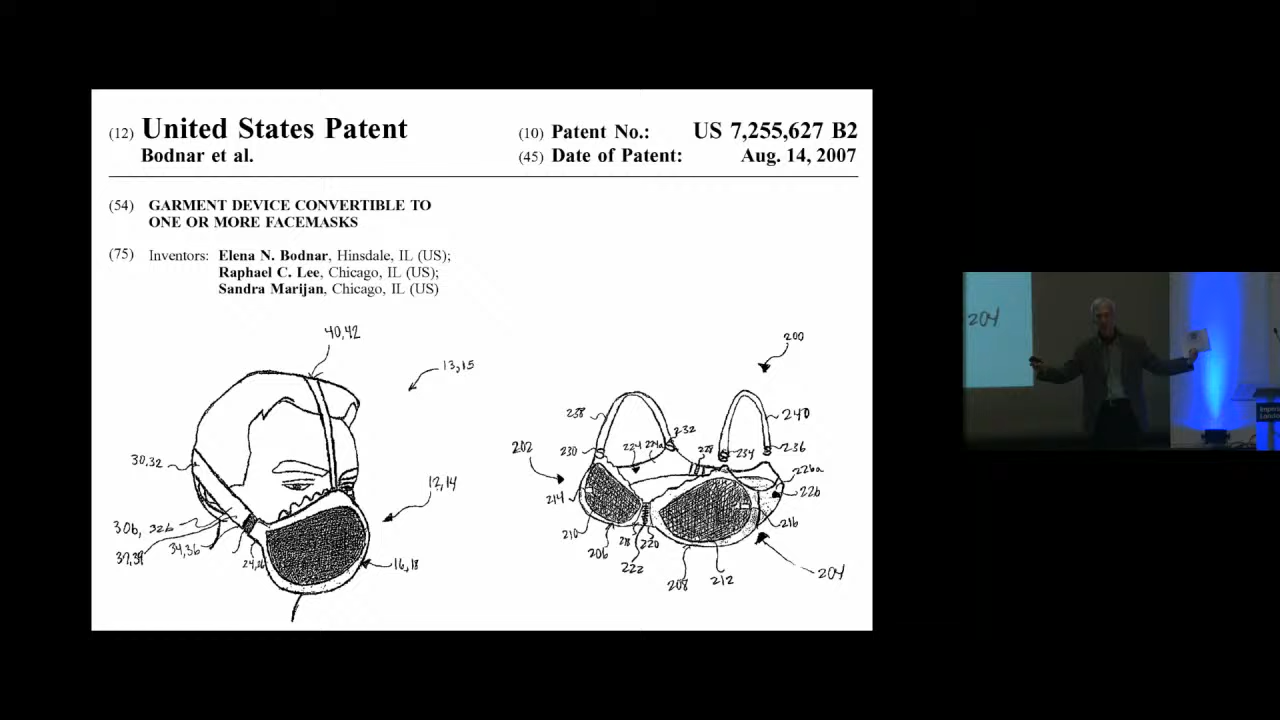 (12) United States Patent
Bodnar et al.
(10) Patent No.: US 7,255,627 B2
(45) Date of Patent: Aug. 14, 2007
(54) GARMENT DEVICE CONVERTIBLE TO
ONE OR MORE FACEMASKS
(75) Inventors: Elena N. Bodnar, Hinsdale, IL (US);
Raphael C. Lee, Chicago, IL (US);
Sandra Marijan, Chicago, IL (US)
40,42
13,15
30,32
12,14
34,36
16,18
200
238
240
232
202
230
224
224a
234
236
226a
226
214
216
210
206
220
222
208
212
204
204
Imperial